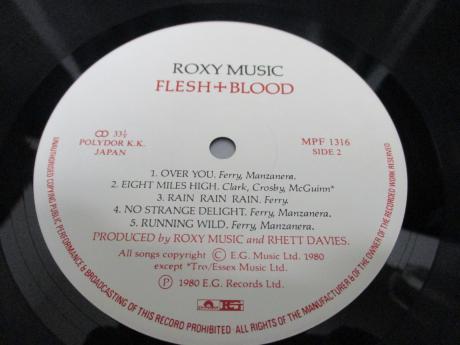 ROXY MUSIC
FLESH+BLOOD
33⅓
POLYDOR K.K.
JAPAN
MPF 1316
SIDE 2
1. OVER YOU. Ferry, Manzanera.
2. EIGHT MILES HIGH. Clark, Crosby, McGuinn*
3. RAIN RAIN RAIN. Ferry.
4. NO STRANGE DELIGHT. Ferry, Manzanera.
5. RUNNING WILD. Ferry, Manzanera.
PRODUCED by ROXY MUSIC and RHETT DAVIES.
All songs copyright © E.G. Music Ltd. 1980
except *Tro/Essex Music Ltd.
Ⓟ 1980 E.G. Records Ltd.
UNAUTHORISED COPYING PUBLIC PERFORMANCE & BROADCASTING OF THIS RECORD PROHIBITED · ALL RIGHTS OF THE MANUFACTURER & OF THE OWNER OF THE RECORDED WORK RESERVED